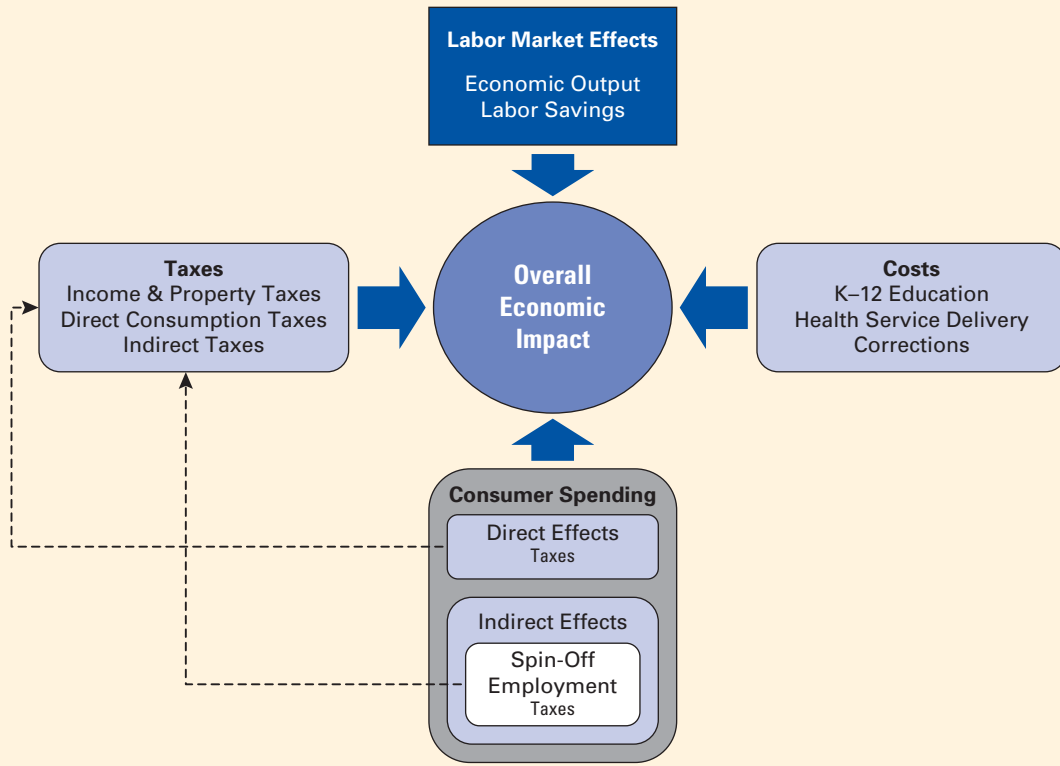 Labor Market Effects
Economic Output
Labor Savings
Taxes
Income & Property Taxes
Direct Consumption Taxes
Indirect Taxes
Overall
Economic
Impact
Costs
K–12 Education
Health Service Delivery
Corrections
Consumer Spending
Direct Effects
Taxes
Indirect Effects
Spin-Off
Employment
Taxes